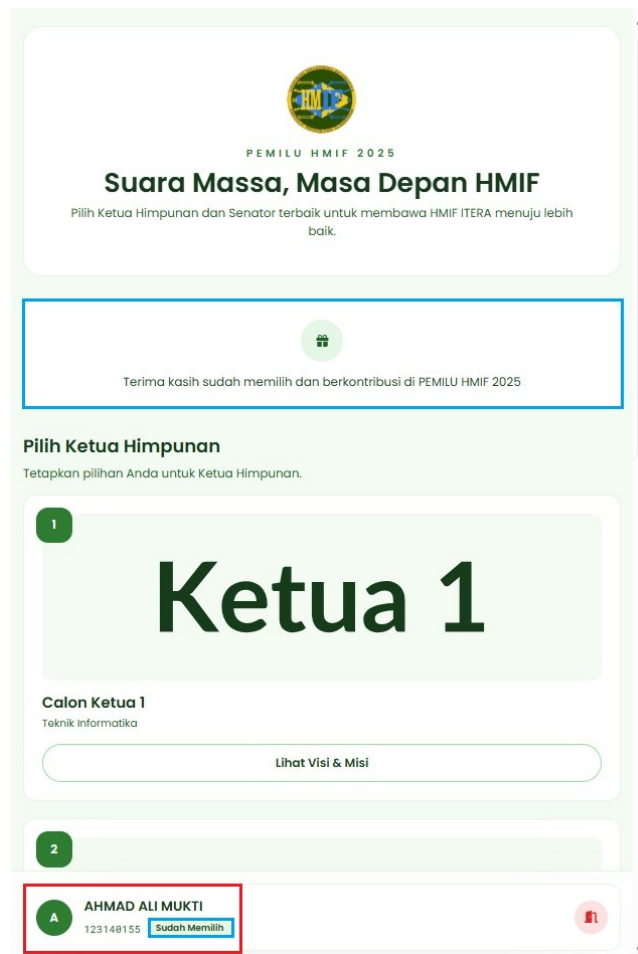 HMIF
PEMILU HMIF 2025
Suara Massa, Masa Depan HMIF
Pilih Ketua Himpunan dan Senator terbaik untuk membawa HMIF ITERA menuju lebih
baik.
Terima kasih sudah memilih dan berkontribusi di PEMILU HMIF 2025
Pilih Ketua Himpunan
Tetapkan pilihan Anda untuk Ketua Himpunan.
1
Ketua 1
Calon Ketua 1
Teknik Informatika
Lihat Visi & Misi
2
A
AHMAD ALI MUKTI
123140155 Sudah Memilih